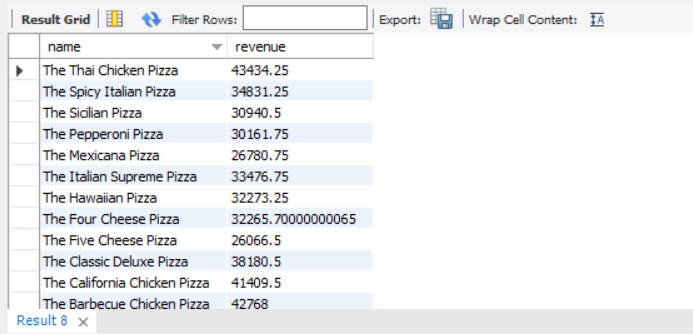 Result Grid Filter Rows: Export: Wrap Cell Content: IA
name revenue
The Thai Chicken Pizza 43434.25
The Spicy Italian Pizza 34831.25
The Sicilian Pizza 30940.5
The Pepperoni Pizza 30161.75
The Mexicana Pizza 26780.75
The Italian Supreme Pizza 33476.75
The Hawaiian Pizza 32273.25
The Four Cheese Pizza 32265.70000000065
The Five Cheese Pizza 26066.5
The Classic Deluxe Pizza 38180.5
The California Chicken Pizza 41409.5
The Barbecue Chicken Pizza 42768
Result 8